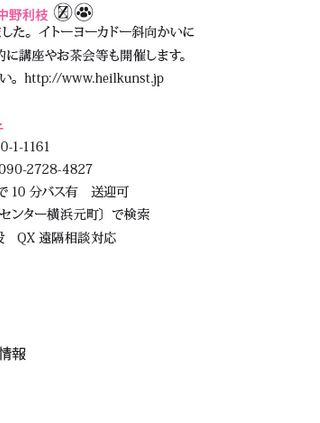 中野利枝 Ⓩ
した。イトーヨーカドー斜向かいに
的に講座やお茶会等も開催します。
い。http://www.heilkunst.jp
0-1-1161
090-2728-4827
で 10 分バス有　送迎可
センター横浜元町〕で検索
設　QX 遠隔相談対応
情報